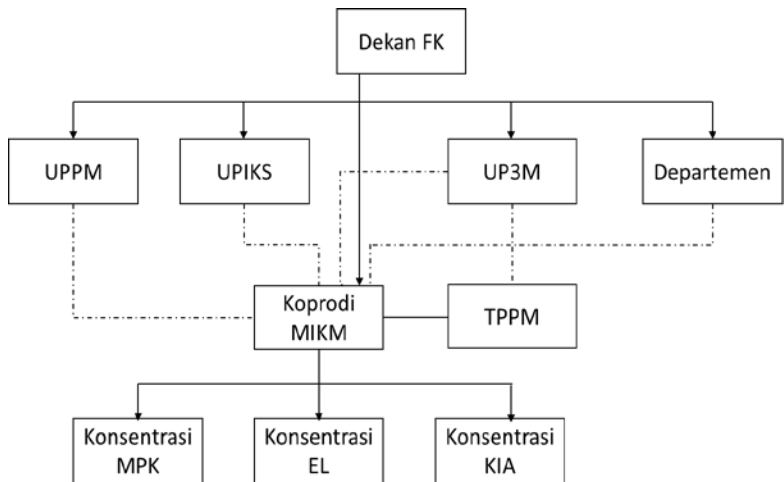 Dekan FK
UPPM
UPIKS
UP3M
Departemen
Koprodi
MIKM
TPPM
Konsentrasi
MPK
Konsentrasi
EL
Konsentrasi
KIA